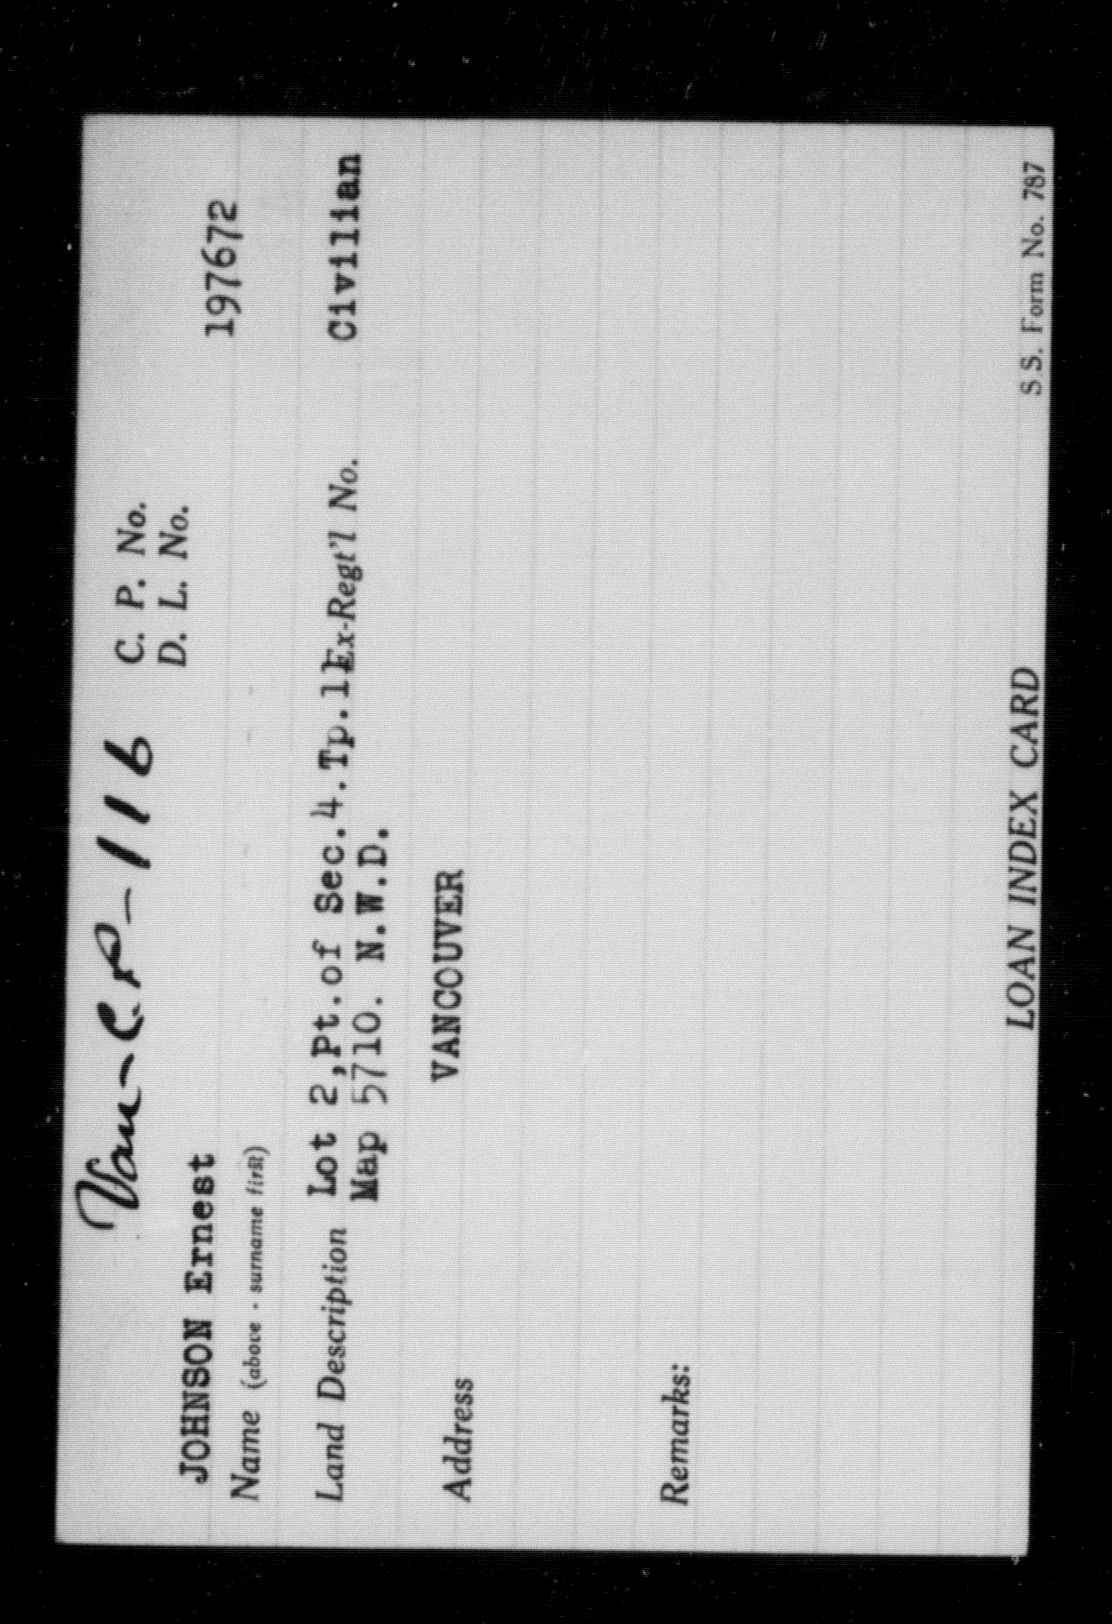 Van-C.P-116 C. P. No.
D. L. No.
JOHNSON Ernest 197672
Name (above - surname first)
Land Description Lot 2,Pt.of Sec.4.Tp.1 Ex-Regt'l No. Civilian
Map 5710. N.W.D.
Address VANCOUVER
Remarks:
LOAN INDEX CARD S.S. Form No. 787